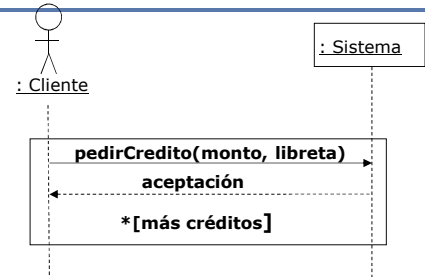 : Sistema
: Cliente
pedirCredito(monto, libreta)
aceptación
*[más créditos]